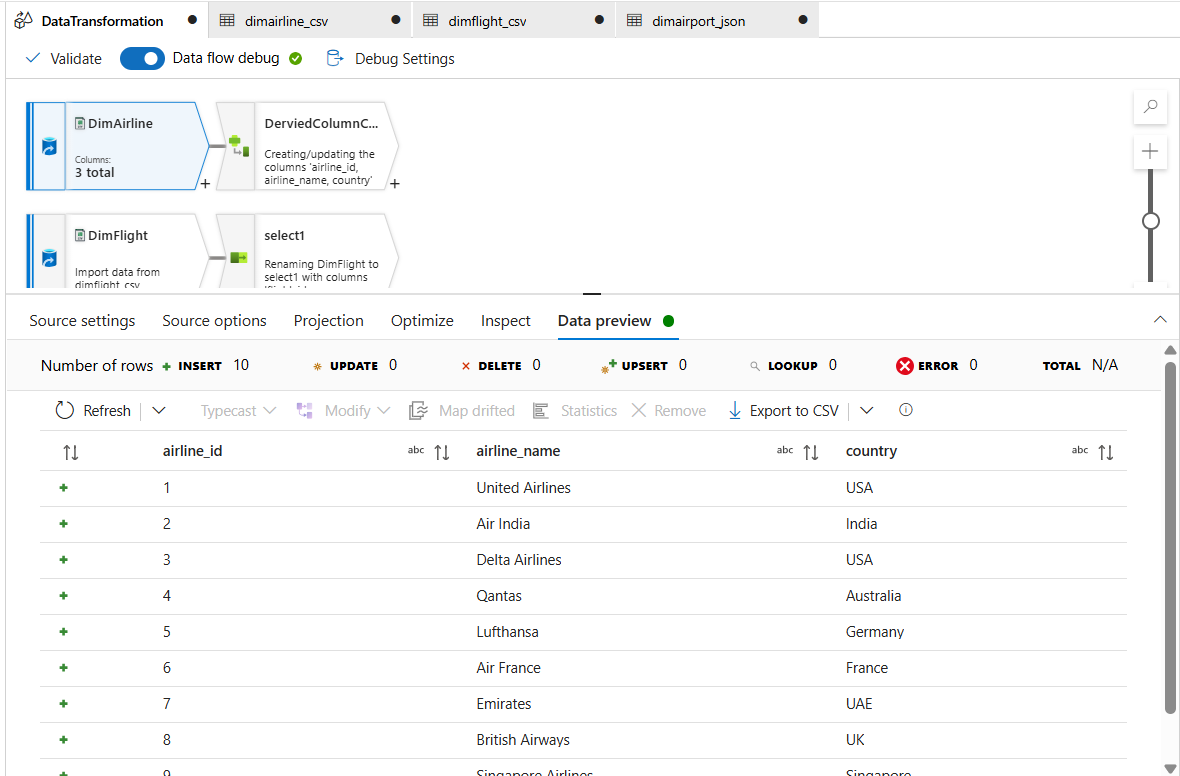 DataTransformation
dimairline_csv
dimflight_csv
dimairport_json
Validate
Data flow debug
Debug Settings
DimAirline
Columns:
3 total
+
DerviedColumnC...
Creating/updating the
columns 'airline_id,
airline_name, country'
+
DimFlight
Import data from
dimflight_csv
select1
Renaming DimFlight to
select1 with columns
Source settings
Source options
Projection
Optimize
Inspect
Data preview
Number of rows
INSERT 10
UPDATE 0
DELETE 0
UPSERT 0
LOOKUP 0
ERROR 0
TOTAL N/A
Refresh
Typecast
Modify
Map drifted
Statistics
Remove
Export to CSV
airline_id abc airline_name abc country abc
1 United Airlines USA
2 Air India India
3 Delta Airlines USA
4 Qantas Australia
5 Lufthansa Germany
6 Air France France
7 Emirates UAE
8 British Airways UK
9 Singapore Airlines Singapore